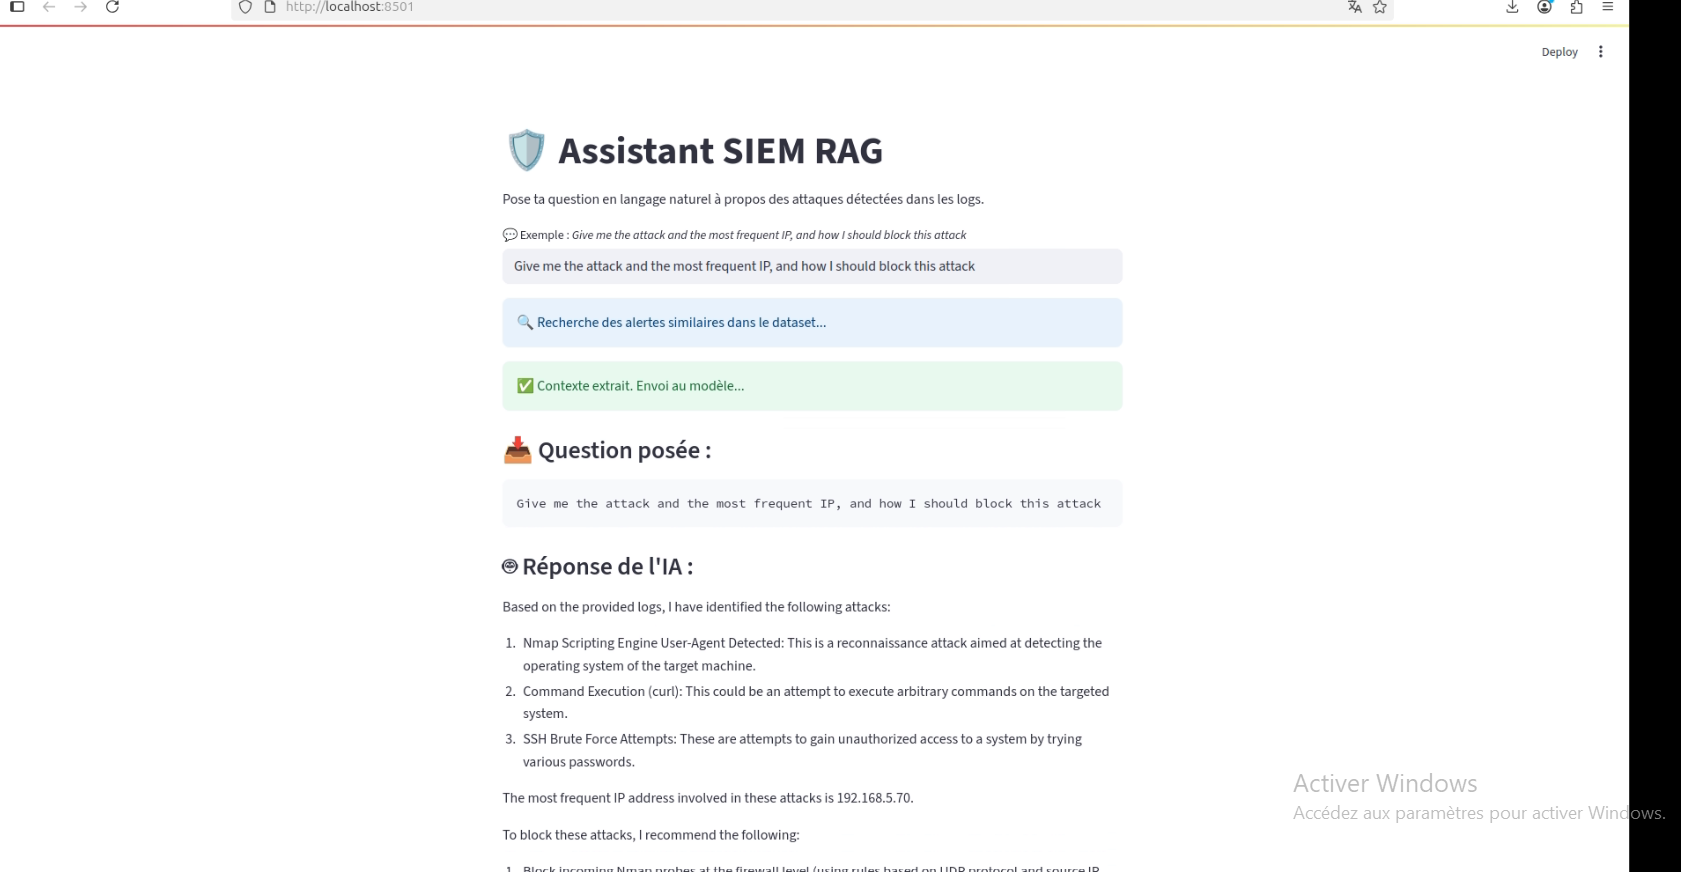 http://localhost:8501
Deploy
Assistant SIEM RAG
Pose ta question en langage naturel à propos des attaques détectées dans les logs.
Exemple : Give me the attack and the most frequent IP, and how I should block this attack
Give me the attack and the most frequent IP, and how I should block this attack
Recherche des alertes similaires dans le dataset...
Contexte extrait. Envoi au modèle...
Question posée :
Give me the attack and the most frequent IP, and how I should block this attack
Réponse de l'IA :
Based on the provided logs, I have identified the following attacks:
1. Nmap Scripting Engine User-Agent Detected: This is a reconnaissance attack aimed at detecting the
operating system of the target machine.
2. Command Execution (curl): This could be an attempt to execute arbitrary commands on the targeted
system.
3. SSH Brute Force Attempts: These are attempts to gain unauthorized access to a system by trying
various passwords.
The most frequent IP address involved in these attacks is 192.168.5.70.
To block these attacks, I recommend the following:
1. Block incoming Nmap probes at the firewall level (using rules based on UDP protocol and source IP
Activer Windows
Accédez aux paramètres pour activer Windows.